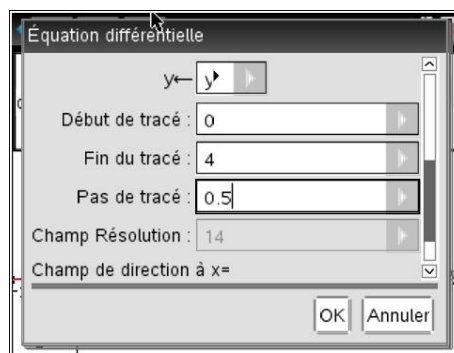 Équation différentielle
y← y
Début de tracé : 0
Fin du tracé : 4
Pas de tracé : 0.5
Champ Résolution : 14
Champ de direction à x=
OK Annuler